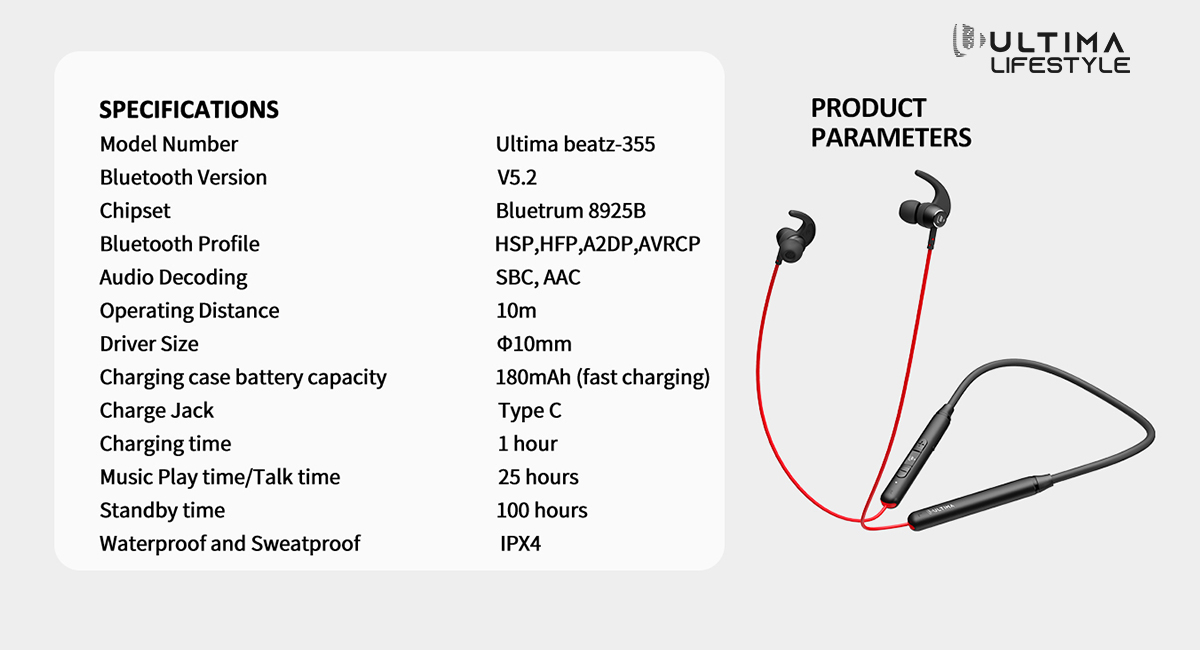 ULTIMA
LIFESTYLE
SPECIFICATIONS
Model Number Ultima beatz-355
Bluetooth Version V5.2
Chipset Bluetrum 8925B
Bluetooth Profile HSP,HFP,A2DP,AVRCP
Audio Decoding SBC, AAC
Operating Distance 10m
Driver Size Φ10mm
Charging case battery capacity 180mAh (fast charging)
Charge Jack Type C
Charging time 1 hour
Music Play time/Talk time 25 hours
Standby time 100 hours
Waterproof and Sweatproof IPX4
PRODUCT
PARAMETERS
ULTIMA